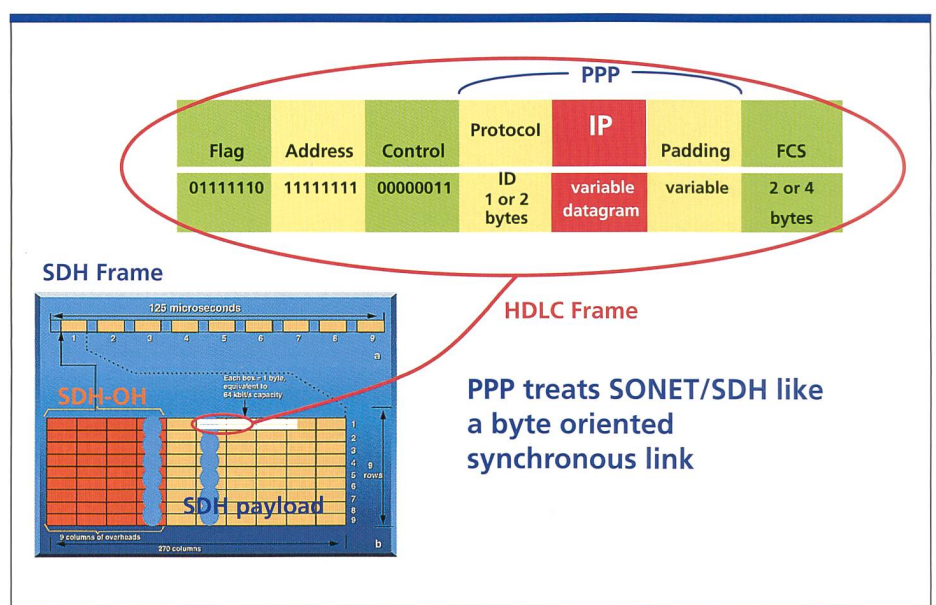 PPP
Flag Address Control Protocol IP Padding FCS
01111110 11111111 00000011 ID 1 or 2 bytes variable datagram variable 2 or 4 bytes
SDH Frame
HDLC Frame
125 microseconds
1 2 3 4 5 6 7 8 9
a
Each box = 1 byte,
equivalent to
64 kbit/s capacity
SDH-OH
1
2
3
4
5
6
7
8
9
9
rows
SDH payload
9 columns of overheads
270 columns
b
PPP treats SONET/SDH like
a byte oriented
synchronous link